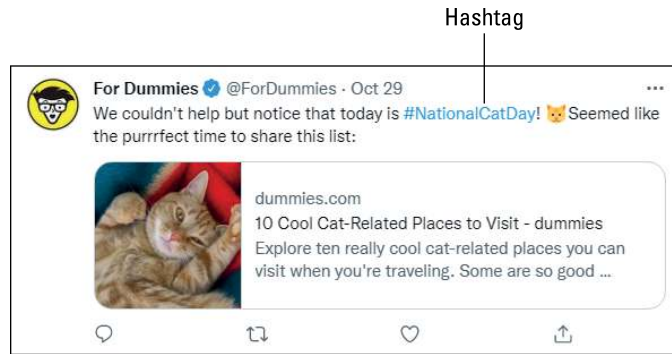 Hashtag
For Dummies @ForDummies · Oct 29
We couldn't help but notice that today is #NationalCatDay! 🐱 Seemed like
the purrrfect time to share this list:
dummies.com
10 Cool Cat-Related Places to Visit - dummies
Explore ten really cool cat-related places you can
visit when you're traveling. Some are so good ...